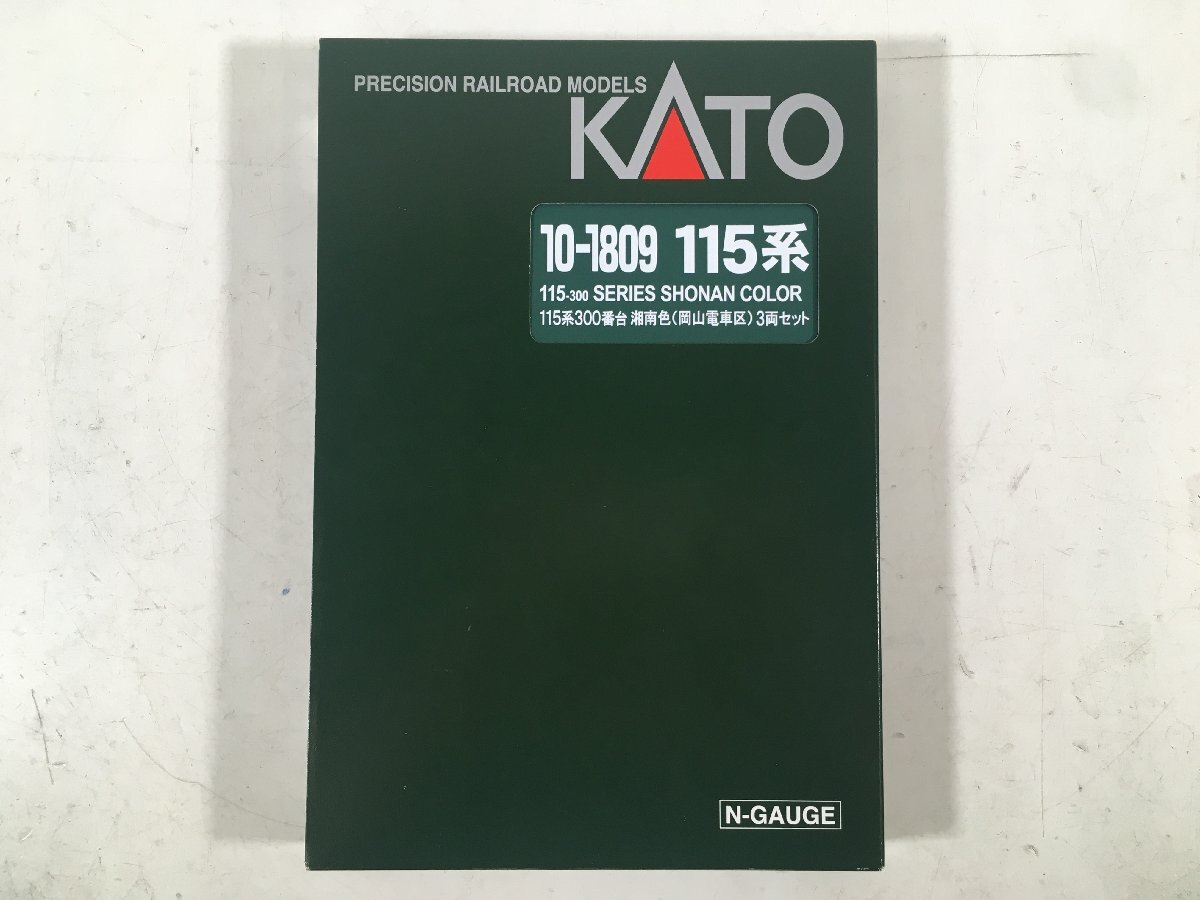 PRECISION RAILROAD MODELS
KATO
10-1809 115系
115-300 SERIES SHONAN COLOR
115系300番台 湘南色(岡山電車区) 3両セット
N-GAUGE